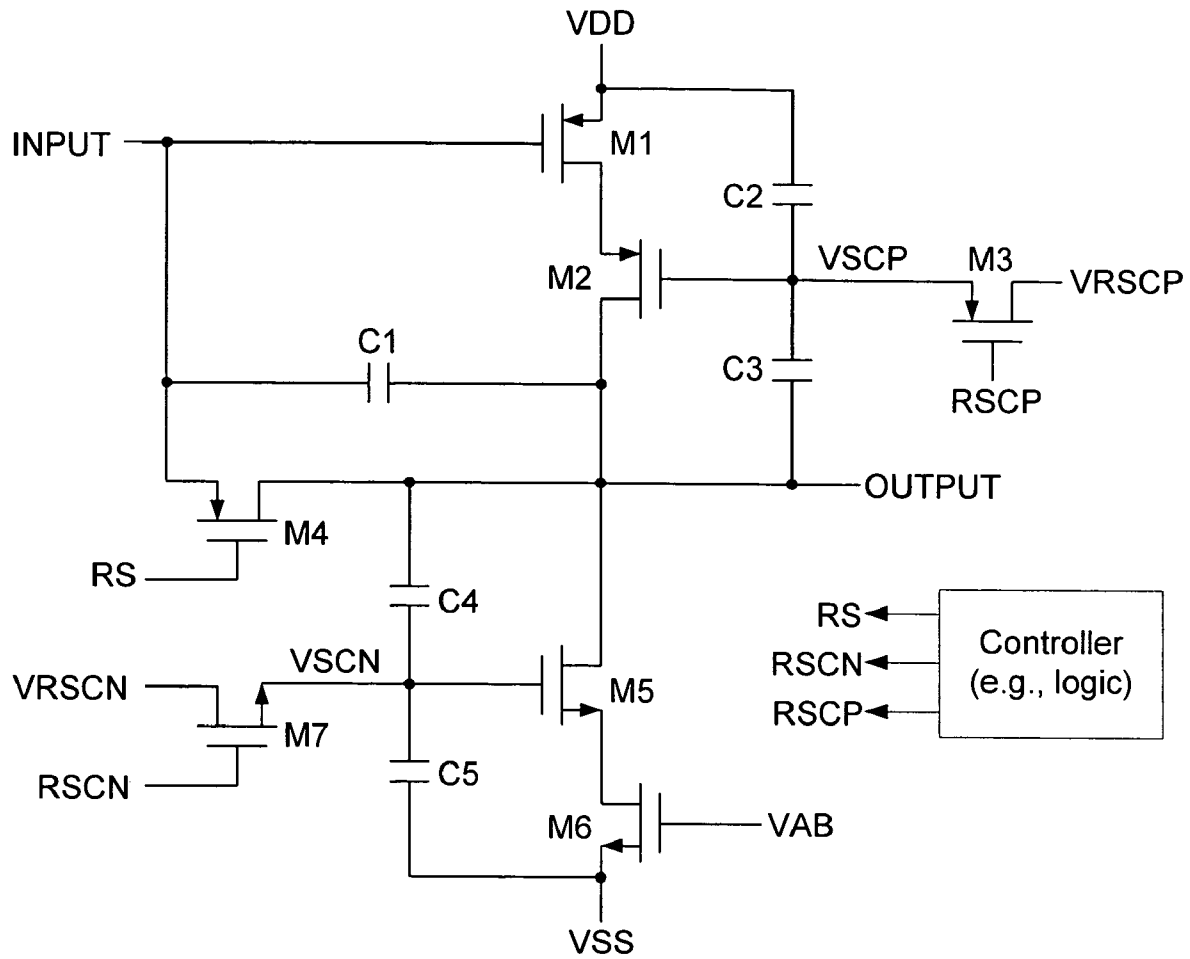 VDD
INPUT
M1
C2
VSCP
M3
M2
VRSCP
C1
C3
RSCP
OUTPUT
M4
RS
C4
RS
Controller
VSCN
RSCN
(e.g., logic)
VRSCN
M5
RSCP
M7
C5
RSCN
M6
VAB
VSS